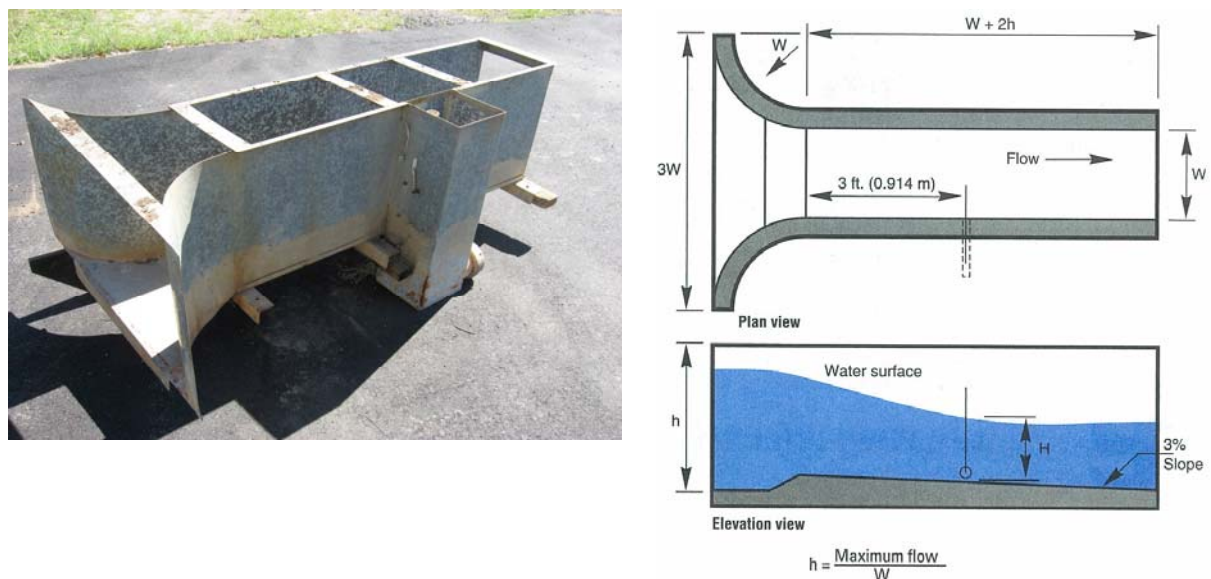 W + 2h
W
3W
Flow
W
3 ft. (0.914 m)
Plan view
Water surface
h
H
3%
Slope
Elevation view
h = Maximum flow
W